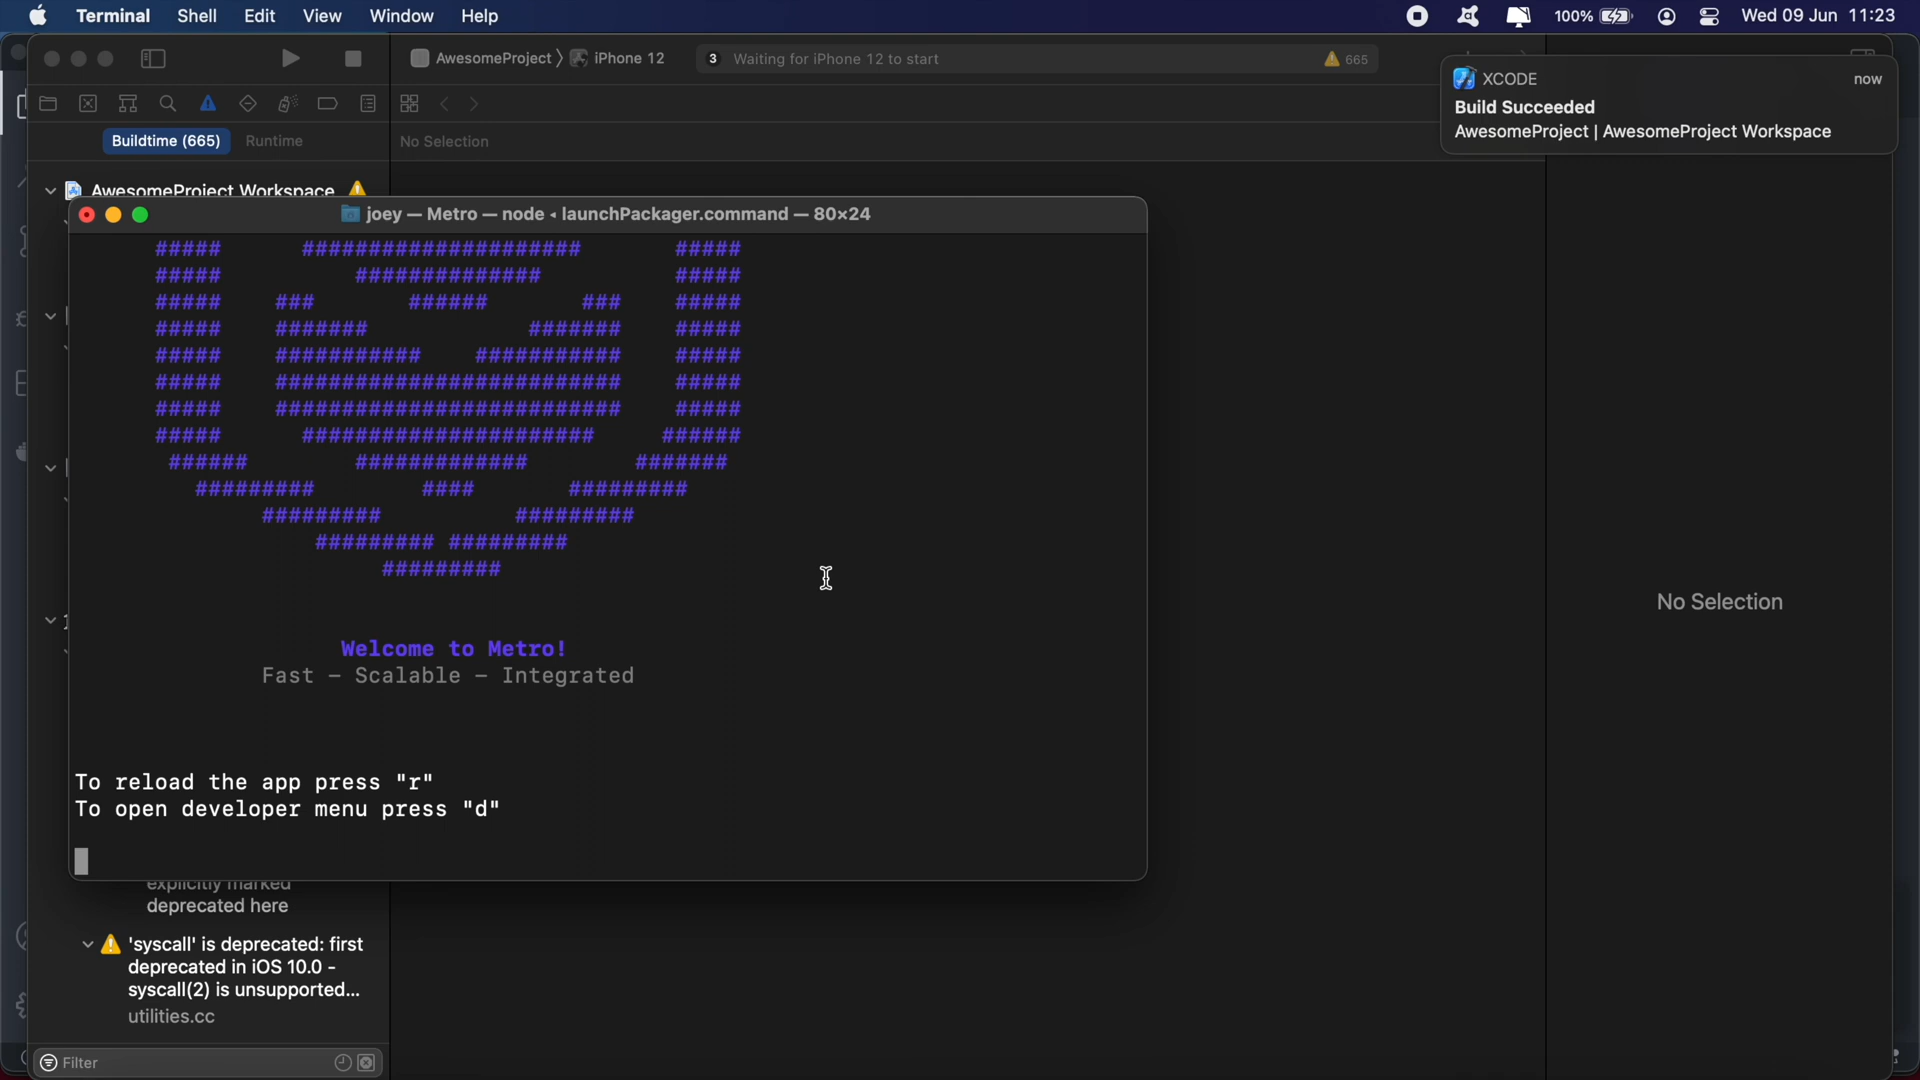 Terminal Shell Edit View Window Help 100% Wed 09 Jun 11:23
AwesomeProject iPhone 12 3 Waiting for iPhone 12 to start 665
XCODE now
Build Succeeded
AwesomeProject | AwesomeProject Workspace
Buildtime (665) Runtime No Selection
AwesomeProject Workspace
joey — Metro — node ◂ launchPackager.command — 80×24
##### ##################### #####
##### ############## #####
##### ### ###### ### #####
##### ####### ####### #####
##### ########### ########### #####
##### ########################## #####
##### ########################## #####
##### ###################### ######
###### ############# #######
######### #### #########
######### #########
######### #########
#########
Welcome to Metro!
Fast - Scalable - Integrated
No Selection
To reload the app press "r"
To open developer menu press "d"
explicitly marked
deprecated here
'syscall' is deprecated: first
deprecated in iOS 10.0 -
syscall(2) is unsupported...
utilities.cc
Filter